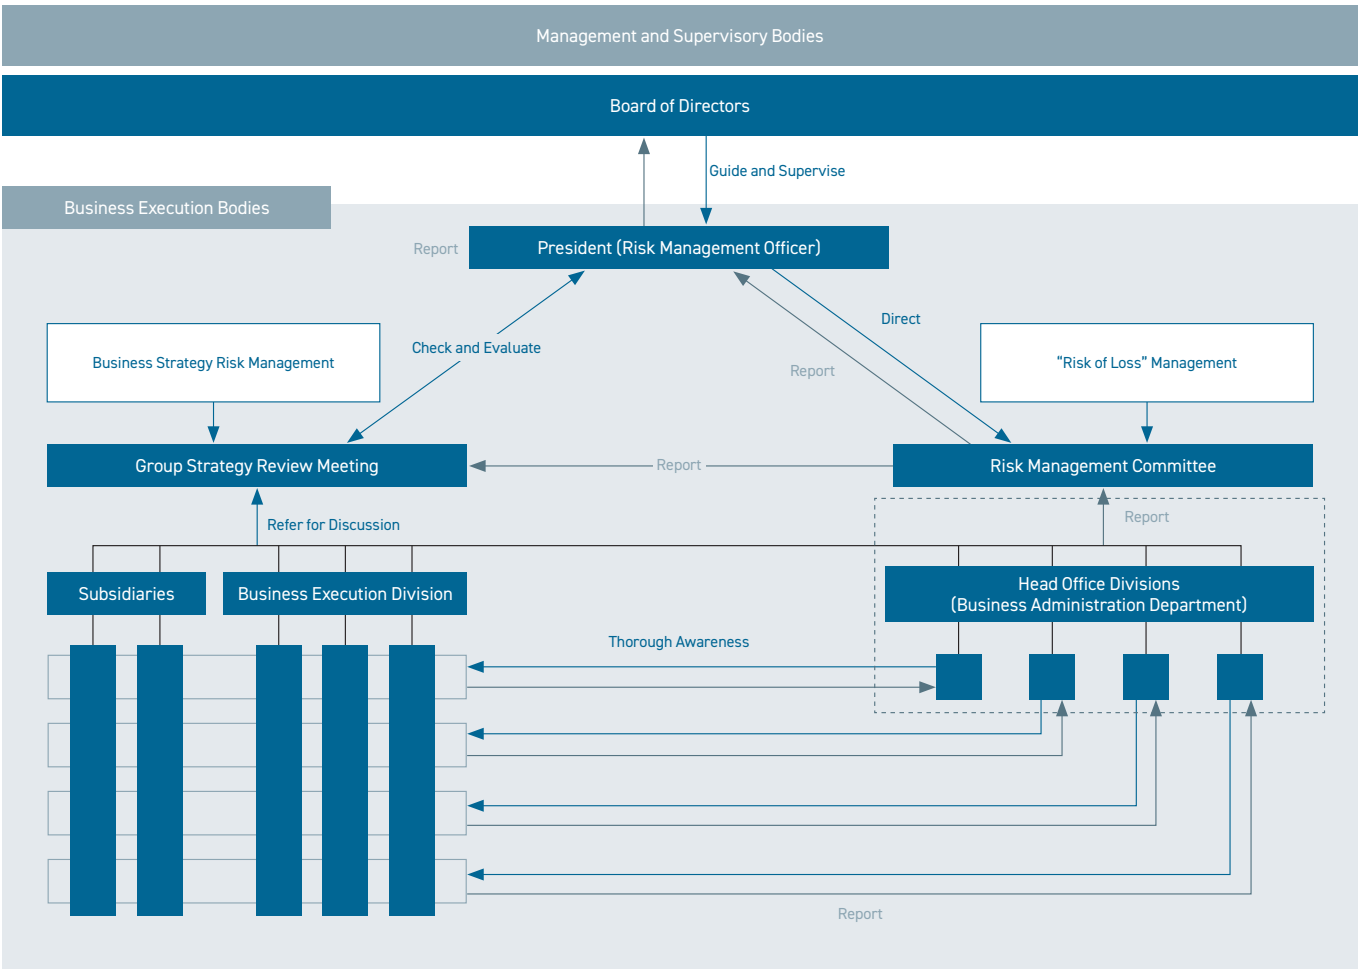 Management and Supervisory Bodies
Board of Directors
Guide and Supervise
Business Execution Bodies
Report
President (Risk Management Officer)
Direct
Business Strategy Risk Management
Check and Evaluate
Report
“Risk of Loss” Management
Group Strategy Review Meeting
Report
Risk Management Committee
Refer for Discussion
Report
Subsidiaries
Business Execution Division
Head Office Divisions
(Business Administration Department)
Thorough Awareness
Report